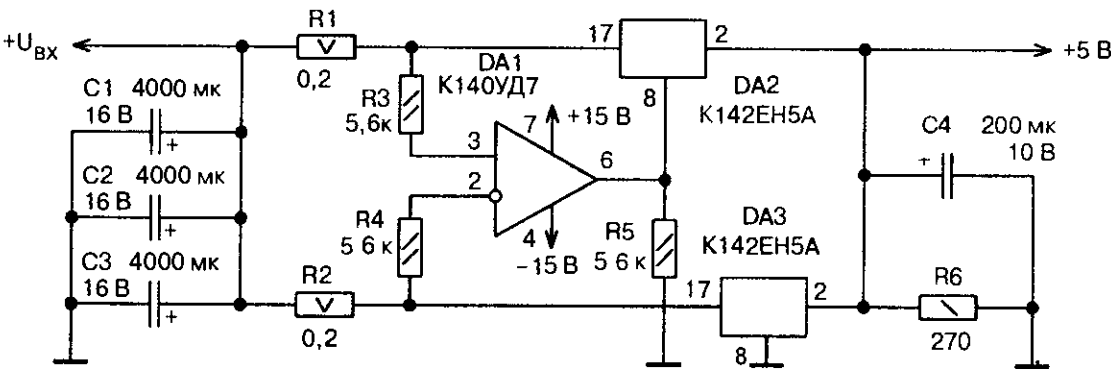 +Uвх
R1
0,2
17
2
+5 В
DA1
К140УД7
DA2
К142ЕН5А
8
C1 4000 мк
16 В
+
R3
5,6к
3
7
+15 В
6
2
4
−15 В
C4
200 мк
10 В
+
C2 4000 мк
16 В
+
R4
5 6 к
R5
5 6 к
DA3
К142ЕН5А
C3 4000 мк
16 В
+
R2
0,2
17
2
8
R6
270